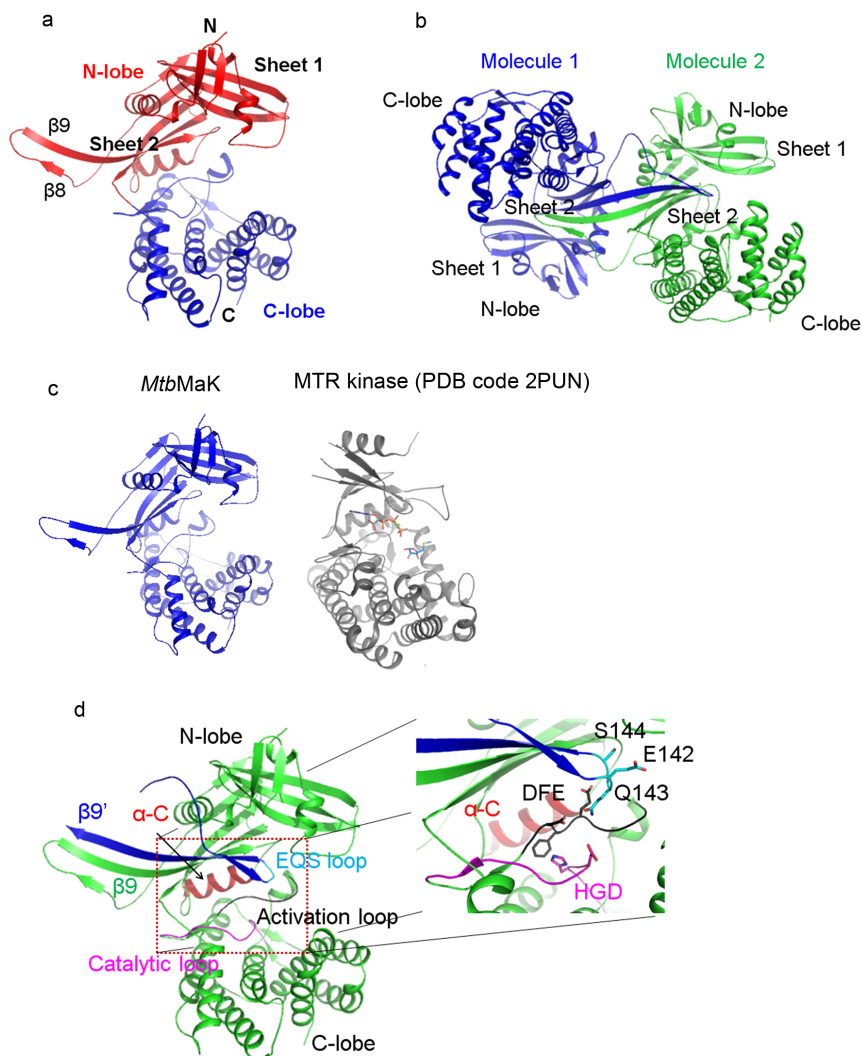 a
N
N-lobe
Sheet 1
β9
Sheet 2
β8
C
C-lobe
b
Molecule 1
Molecule 2
C-lobe
N-lobe
Sheet 1
Sheet 2
Sheet 2
Sheet 1
N-lobe
C-lobe
c
MtbMaK
MTR kinase (PDB code 2PUN)
d
N-lobe
β9'
α-C
EQS loop
β9
Activation loop
Catalytic loop
C-lobe
S144
E142
DFE
Q143
α-C
HGD